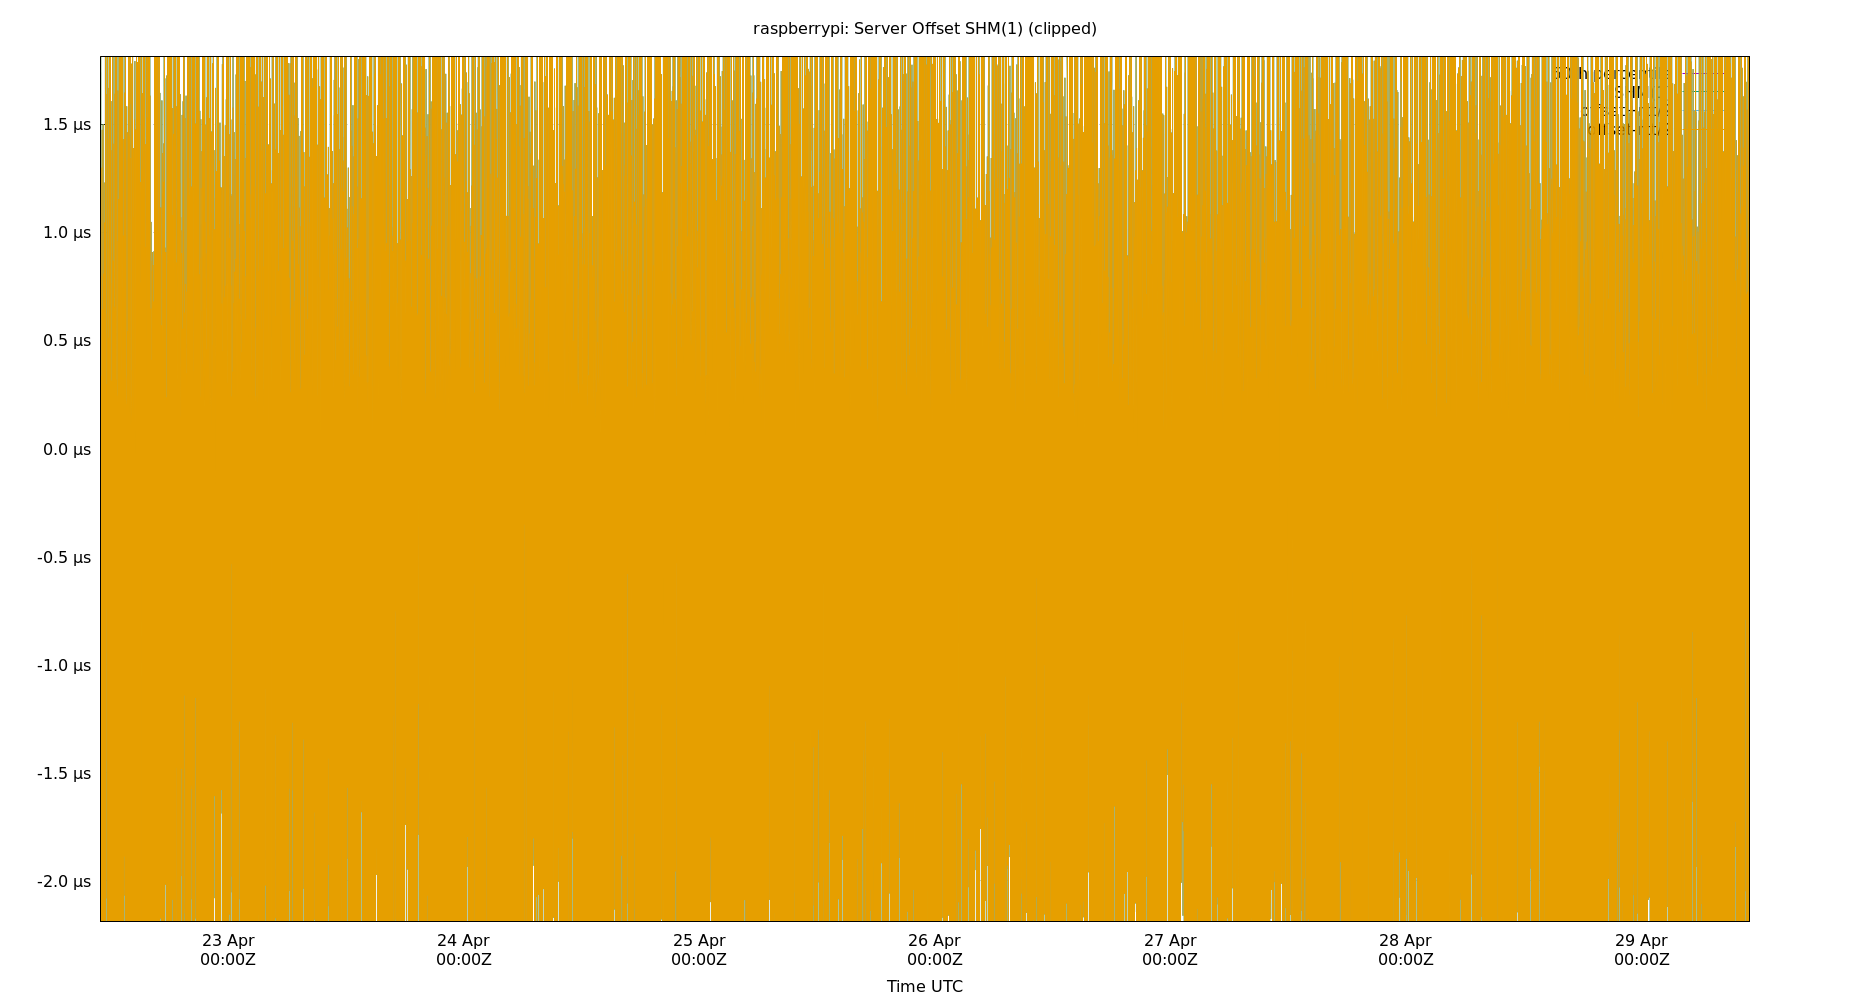 raspberrypi: Server Offset SHM(1) (clipped)
1.5 µs
1.0 µs
0.5 µs
0.0 µs
-0.5 µs
-1.0 µs
-1.5 µs
-2.0 µs
23 Apr 24 Apr 25 Apr 26 Apr 27 Apr 28 Apr 29 Apr
00:00Z 00:00Z 00:00Z 00:00Z 00:00Z 00:00Z 00:00Z
Time UTC